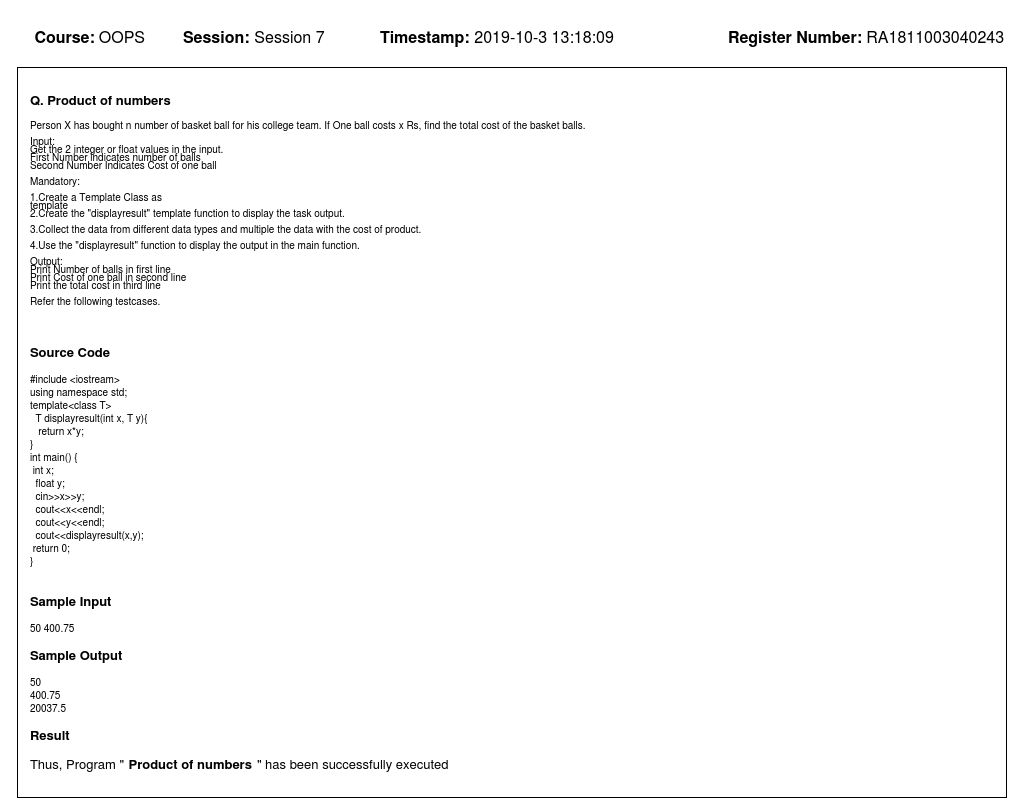 Course: OOPS Session: Session 7 Timestamp: 2019-10-3 13:18:09 Register Number: RA1811003040243
Q. Product of numbers
Person X has bought n number of basket ball for his college team. If One ball costs x Rs, find the total cost of the basket balls.
Input:
Get the 2 integer or float values in the input.
First Number indicates number of balls
Second Number Indicates Cost of one ball
Mandatory:
1.Create a Template Class as
template
2.Create the "displayresult" template function to display the task output.
3.Collect the data from different data types and multiple the data with the cost of product.
4.Use the "displayresult" function to display the output in the main function.
Output:
Print Number of balls in first line
Print Cost of one ball in second line
Print the total cost in third line
Refer the following testcases.
Source Code
#include <iostream>
using namespace std;
template<class T>
T displayresult(int x, T y){
return x*y;
}
int main() {
int x;
float y;
cin>>x>>y;
cout<<x<<endl;
cout<<y<<endl;
cout<<displayresult(x,y);
return 0;
}
Sample Input
50 400.75
Sample Output
50
400.75
20037.5
Result
Thus, Program " Product of numbers " has been successfully executed